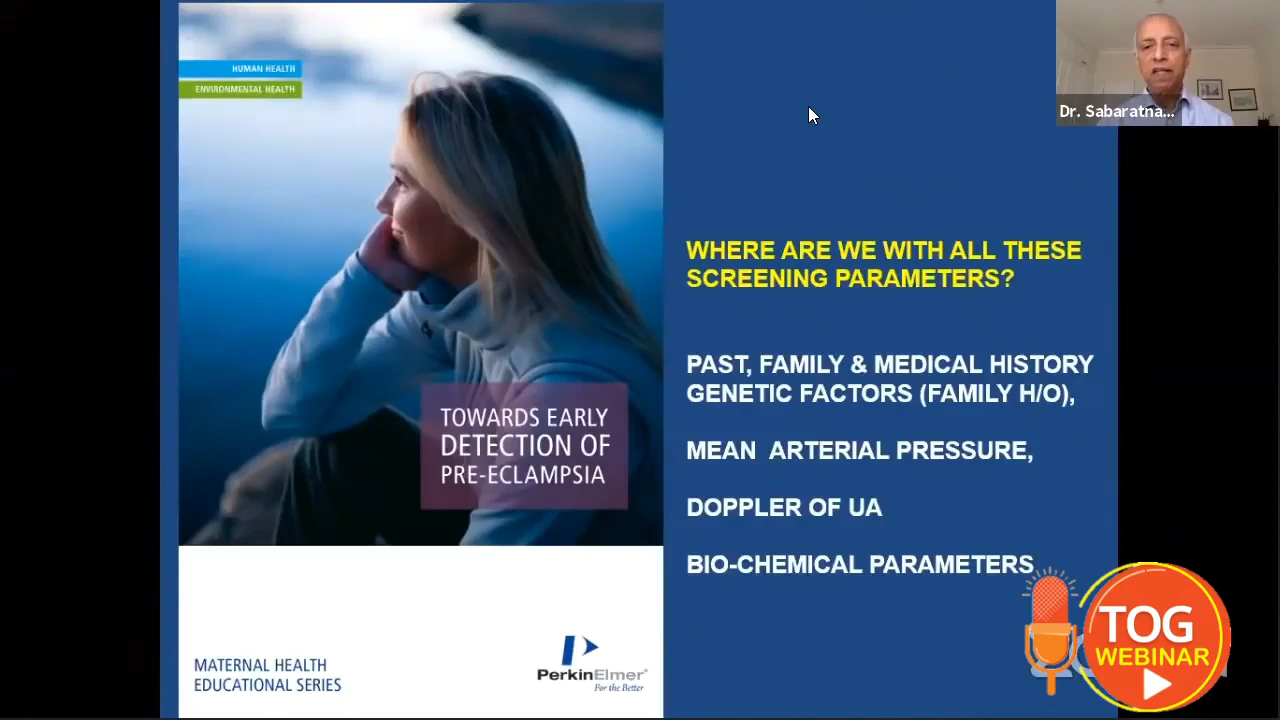 HUMAN HEALTH
ENVIRONMENTAL HEALTH
TOWARDS EARLY
DETECTION OF
PRE-ECLAMPSIA
MATERNAL HEALTH
EDUCATIONAL SERIES
PerkinElmer®
For the Better
Dr. Sabaratna...
WHERE ARE WE WITH ALL THESE
SCREENING PARAMETERS?
PAST, FAMILY & MEDICAL HISTORY
GENETIC FACTORS (FAMILY H/O),
MEAN ARTERIAL PRESSURE,
DOPPLER OF UA
BIO-CHEMICAL PARAMETERS
TOG
WEBINAR